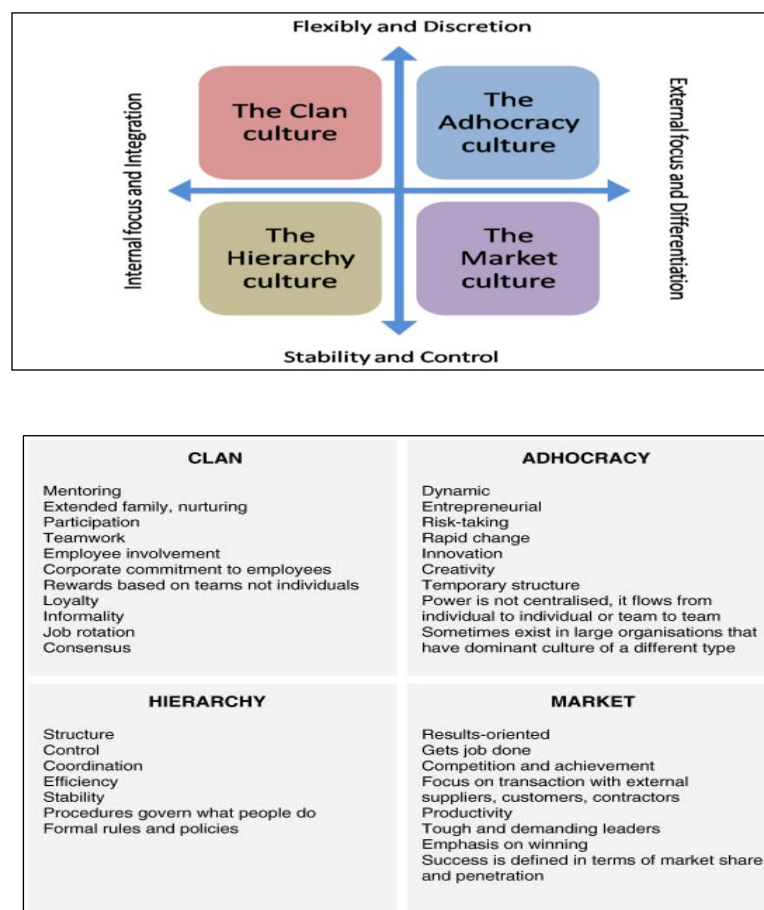 Flexibly and Discretion
Internal focus and Integration
The Clan
culture
The
Adhocracy
culture
External focus and Differentiation
The
Hierarchy
culture
The
Market
culture
Stability and Control
CLAN
Mentoring
Extended family, nurturing
Participation
Teamwork
Employee involvement
Corporate commitment to employees
Rewards based on teams not individuals
Loyalty
Informality
Job rotation
Consensus
ADHOCRACY
Dynamic
Entrepreneurial
Risk-taking
Rapid change
Innovation
Creativity
Temporary structure
Power is not centralised, it flows from
individual to individual or team to team
Sometimes exist in large organisations that
have dominant culture of a different type
HIERARCHY
Structure
Control
Coordination
Efficiency
Stability
Procedures govern what people do
Formal rules and policies
MARKET
Results-oriented
Gets job done
Competition and achievement
Focus on transaction with external
suppliers, customers, contractors
Productivity
Tough and demanding leaders
Emphasis on winning
Success is defined in terms of market share
and penetration